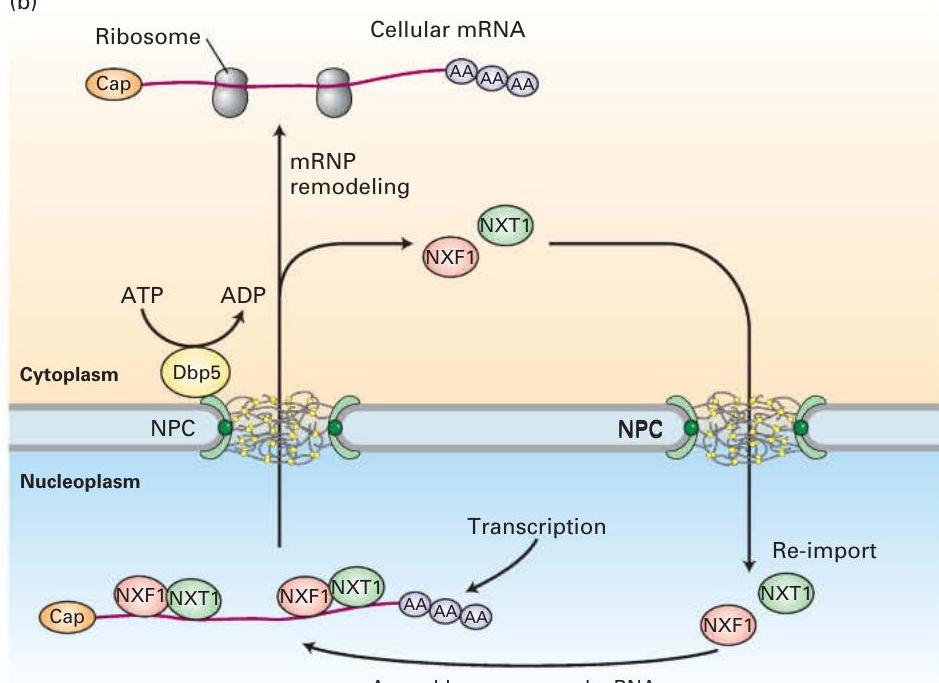 (b)
Ribosome
Cellular mRNA
Cap
AA AA AA
mRNP
remodeling
NXT1
NXF1
ATP ADP
Dbp5
Cytoplasm
NPC
NPC
Nucleoplasm
Transcription
Re-import
NXF1 NXT1
NXF1 NXT1
Cap
AA AA AA
NXT1
NXF1